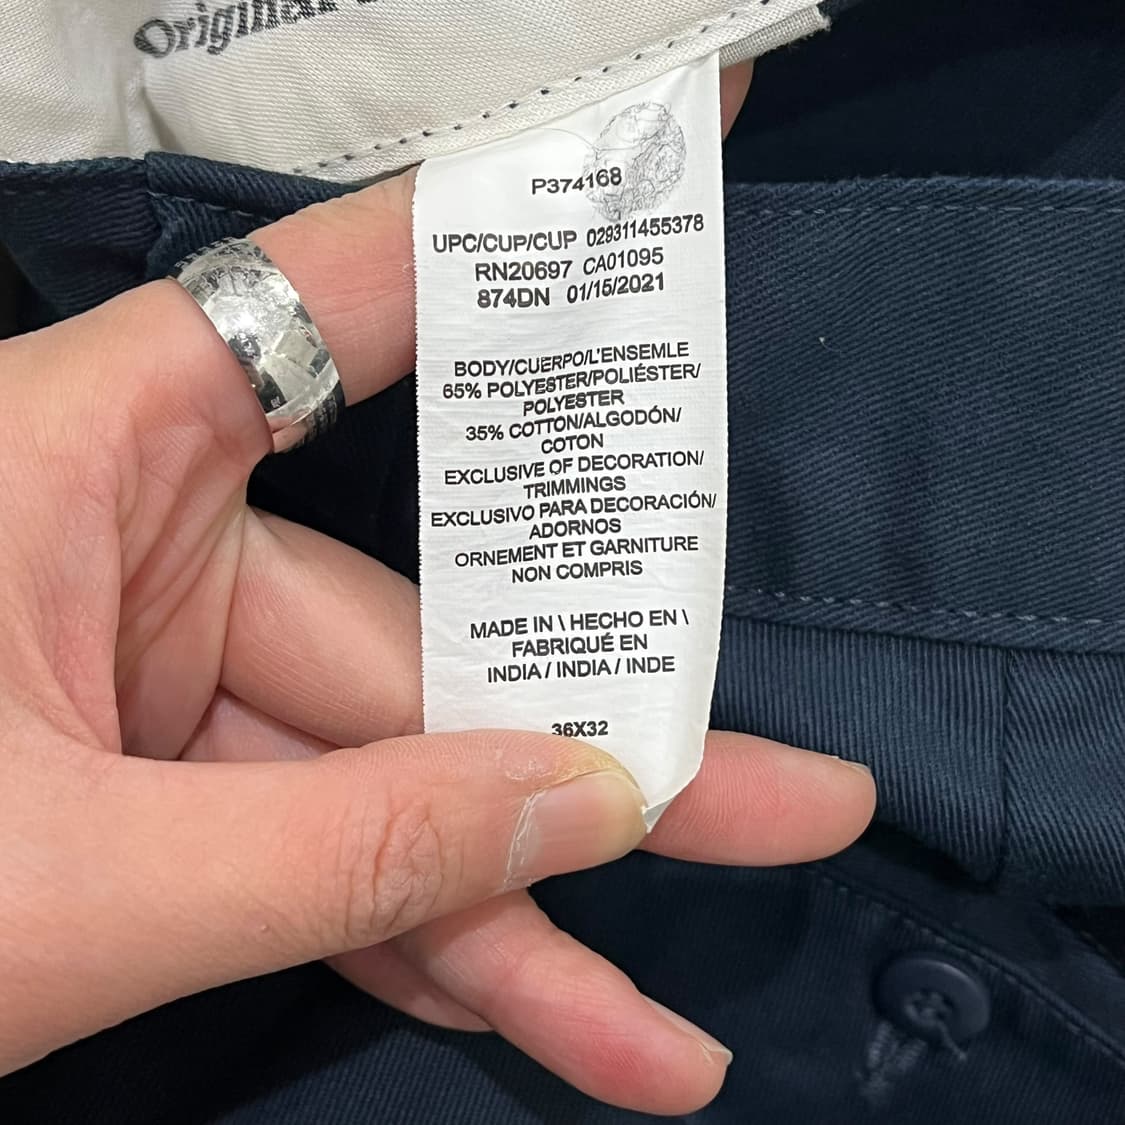 Original
P374168
UPC/CUP/CUP 029311455378
RN20697 CA01095
874DN 01/15/2021
BODY/CUERPO/L'ENSEMLE
65% POLYESTER/POLIÉSTER/
POLYESTER
35% COTTON/ALGODÓN/
COTON
EXCLUSIVE OF DECORATION/
TRIMMINGS
EXCLUSIVO PARA DECORACIÓN/
ADORNOS
ORNEMENT ET GARNITURE
NON COMPRIS
MADE IN \ HECHO EN \
FABRIQUÉ EN
INDIA / INDIA / INDE
36X32